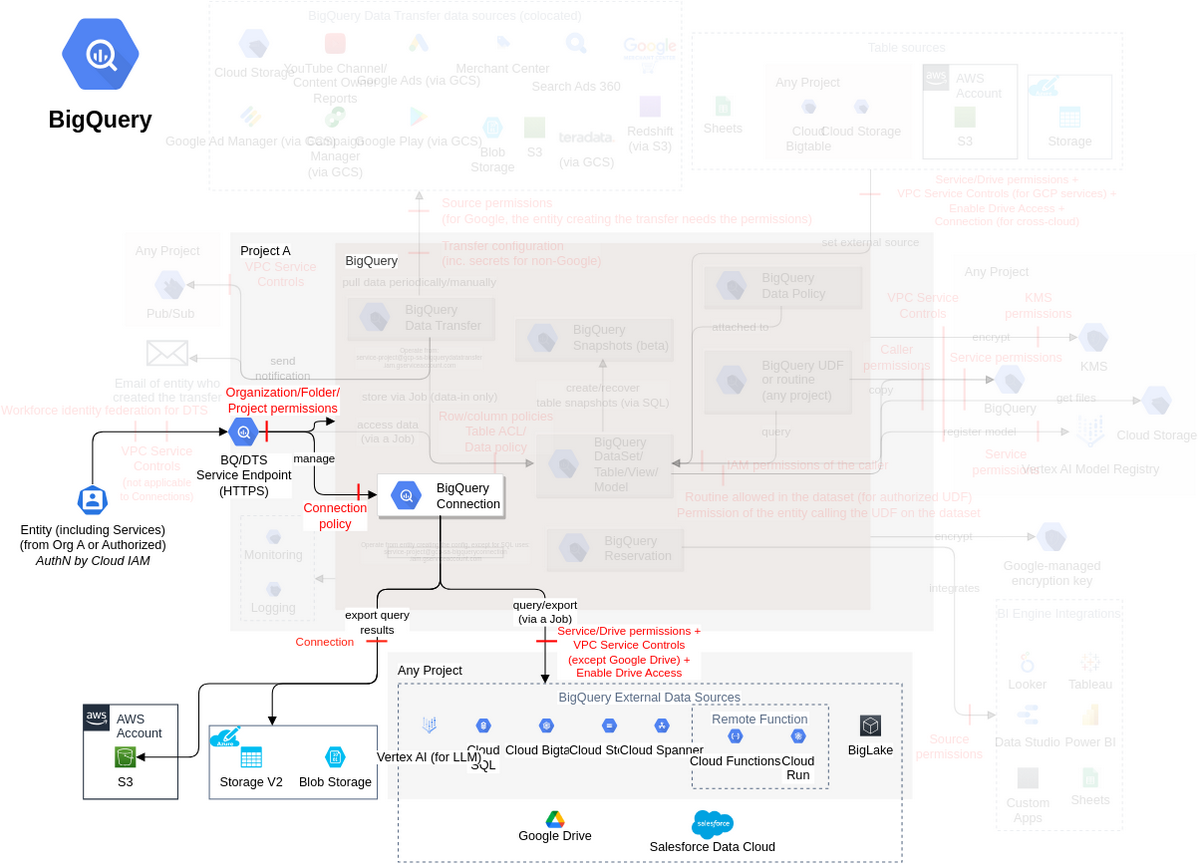 BigQuery
BigQuery Data Transfer data sources (colocated)
Cloud Storage
YouTube Channel/
Content Owner
Reports
Google Ads (via GCS)
Merchant Center
Search Ads 360
Google
Google Ad Manager (via GCS)
Campaign
Manager
(via GCS)
Google Play (via GCS)
Blob
Storage
S3
teradata.
(via GCS)
Redshift
(via S3)
Table sources
Sheets
Any Project
Cloud
Bigtable
Cloud Storage
aws
AWS
Account
S3
Azure
Storage
Source permissions
(for Google, the entity creating the transfer needs the permissions)
Transfer configuration
(inc. secrets for non-Google)
Service/Drive permissions +
VPC Service Controls (for GCP services) +
Enable Drive Access +
Connection (for cross-cloud)
set external source
Any Project
Pub/Sub
VPC Service
Controls
Project A
BigQuery
pull data periodically/manually
BigQuery
Data Transfer
BigQuery
Snapshots (beta)
BigQuery
Data Policy
attached to
BigQuery UDF
or routine
(any project)
Email of entity who
created the transfer
send
notification
store via Job (data-in only)
create/recover
table snapshots (via SQL)
access data
(via a Job)
Row/column policies
Table ACL/
Data policy
BigQuery
DataSet/
Table/View/
Model
query
IAM permissions of the caller
Routine allowed in the dataset (for authorized UDF)
Permission of the entity calling the UDF on the dataset
Any Project
VPC Service
Controls
KMS
permissions
encrypt
KMS
Caller
permissions
Service permissions
copy
BigQuery
get files
Cloud Storage
register model
Service
permissions
Vertex AI Model Registry
Workforce identity federation for DTS
VPC Service
Controls
(not applicable
to Connections)
Organization/Folder/
Project permissions
BQ/DTS
Service Endpoint
(HTTPS)
manage
Connection
policy
BigQuery
Connection
Entity (including Services)
(from Org A or Authorized)
AuthN by Cloud IAM
Monitoring
Logging
BigQuery
Reservation
encrypt
Google-managed
encryption key
integrates
BI Engine Integrations
Looker
Tableau
Data Studio
Power BI
Custom
Apps
Sheets
Source
permissions
export query
results
Connection
query/export
(via a Job)
Service/Drive permissions +
VPC Service Controls
(except Google Drive) +
Enable Drive Access
aws
AWS
Account
S3
Azure
Storage V2
Blob Storage
Any Project
BigQuery External Data Sources
Vertex AI (for LLM)
Cloud
SQL
Cloud Bigta
Cloud St
Cloud Spanner
Remote Function
Cloud Functions
Cloud
Run
BigLake
Google Drive
salesforce
Salesforce Data Cloud